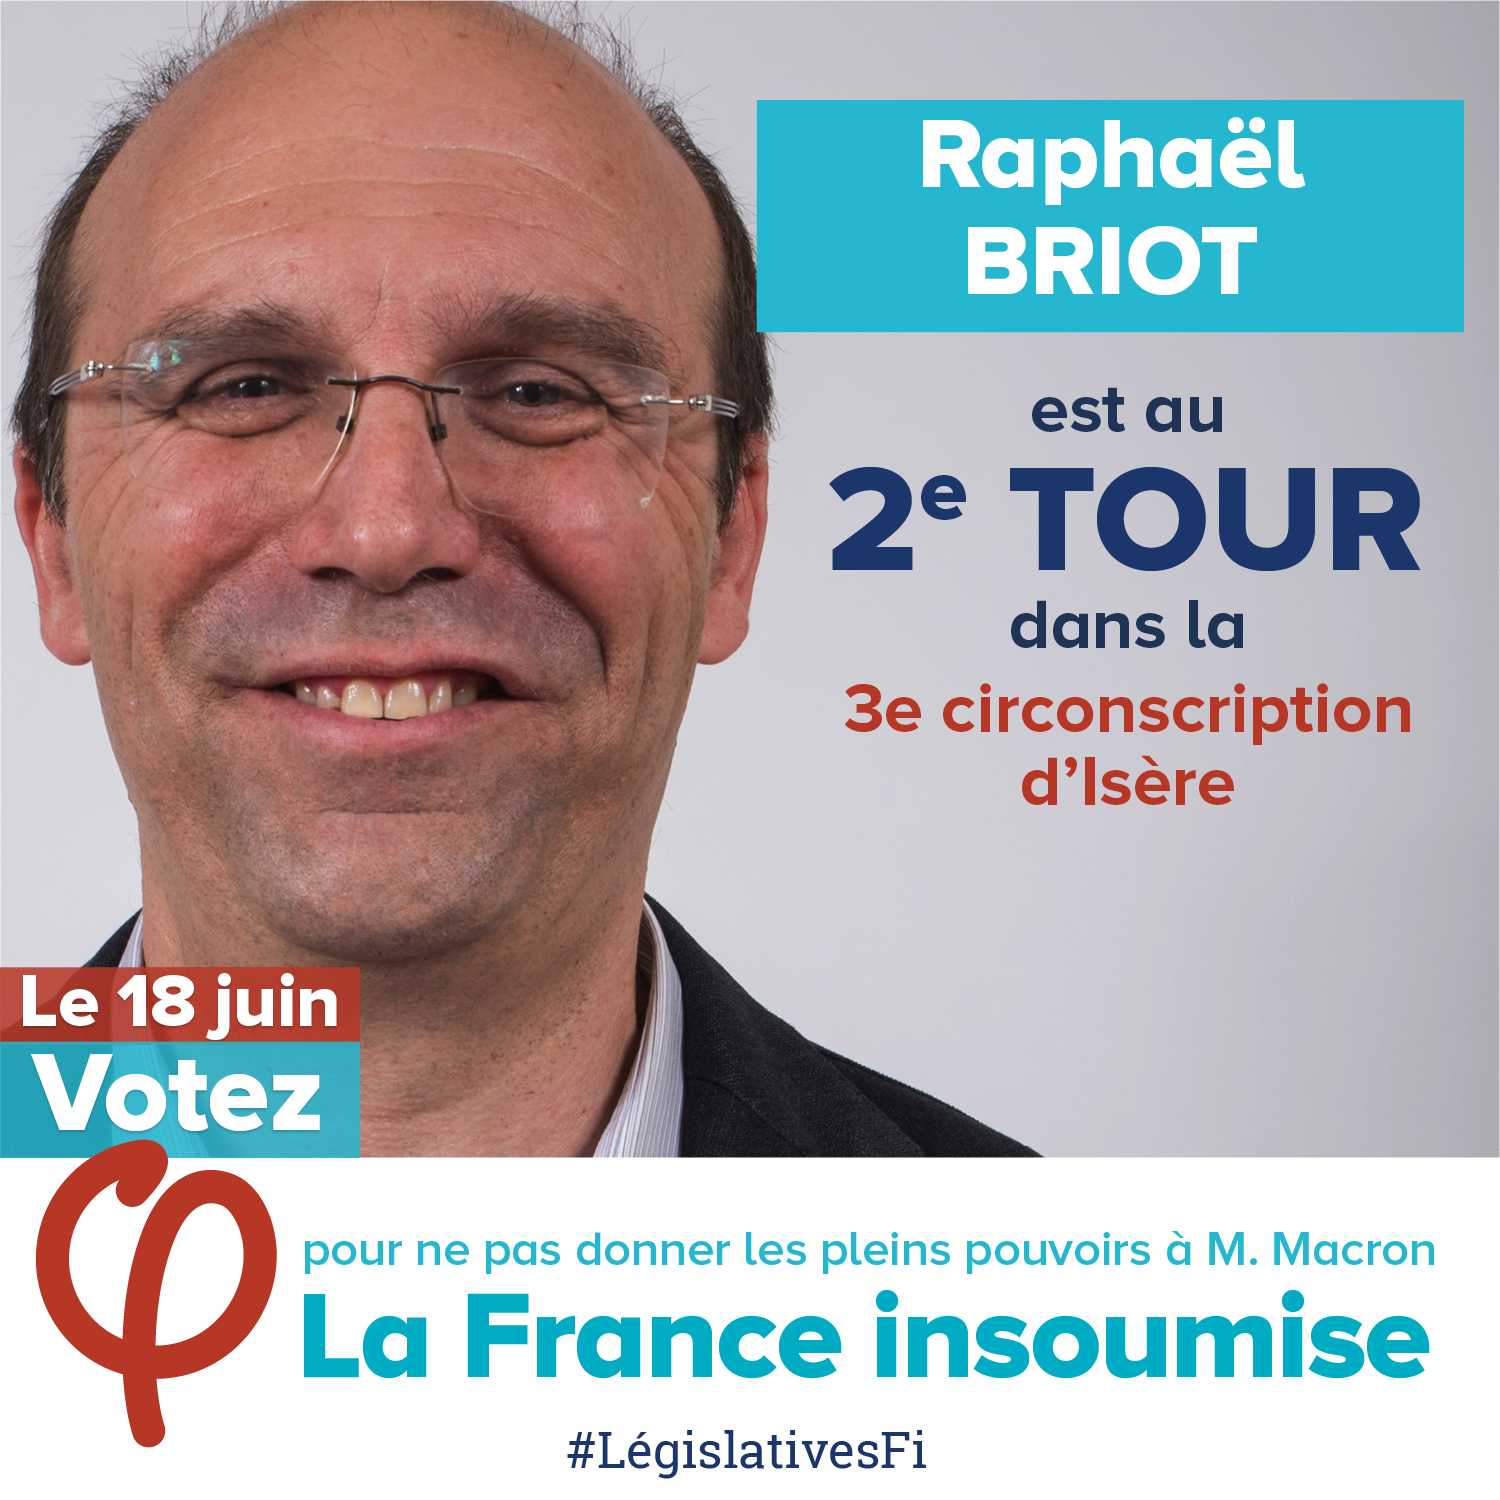 Raphaël
BRIOT
est au
2e TOUR
dans la
3e circonscription
d'Isère
Le 18 juin
Votez
φ
pour ne pas donner les pleins pouvoirs à M. Macron
La France insoumise
#LégislativesFi